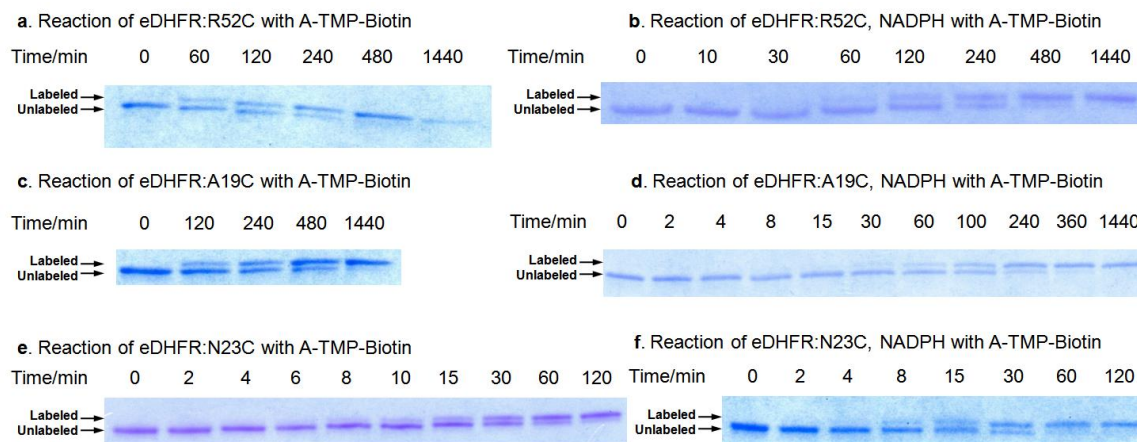 a. Reaction of eDHFR:R52C with A-TMP-Biotin
Time/min 0 60 120 240 480 1440
Labeled
Unlabeled
b. Reaction of eDHFR:R52C, NADPH with A-TMP-Biotin
Time/min 0 10 30 60 120 240 480 1440
Labeled
Unlabeled
c. Reaction of eDHFR:A19C with A-TMP-Biotin
Time/min 0 120 240 480 1440
Labeled
Unlabeled
d. Reaction of eDHFR:A19C, NADPH with A-TMP-Biotin
Time/min 0 2 4 8 15 30 60 100 240 360 1440
Labeled
Unlabeled
e. Reaction of eDHFR:N23C with A-TMP-Biotin
Time/min 0 2 4 6 8 10 15 30 60 120
Labeled
Unlabeled
f. Reaction of eDHFR:N23C, NADPH with A-TMP-Biotin
Time/min 0 2 4 8 15 30 60 120
Labeled
Unlabeled